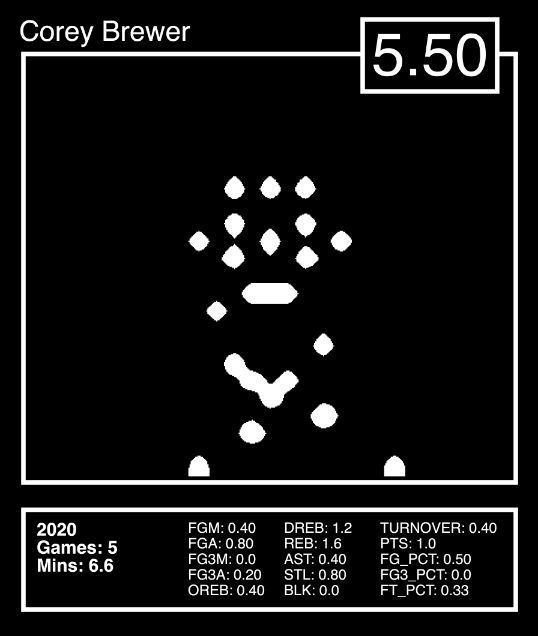 Corey Brewer
5.50
2020
Games: 5
Mins: 6.6
FGM: 0.40
FGA: 0.80
FG3M: 0.0
FG3A: 0.20
OREB: 0.40
DREB: 1.2
REB: 1.6
AST: 0.40
STL: 0.80
BLK: 0.0
TURNOVER: 0.40
PTS: 1.0
FG_PCT: 0.50
FG3_PCT: 0.0
FT_PCT: 0.33